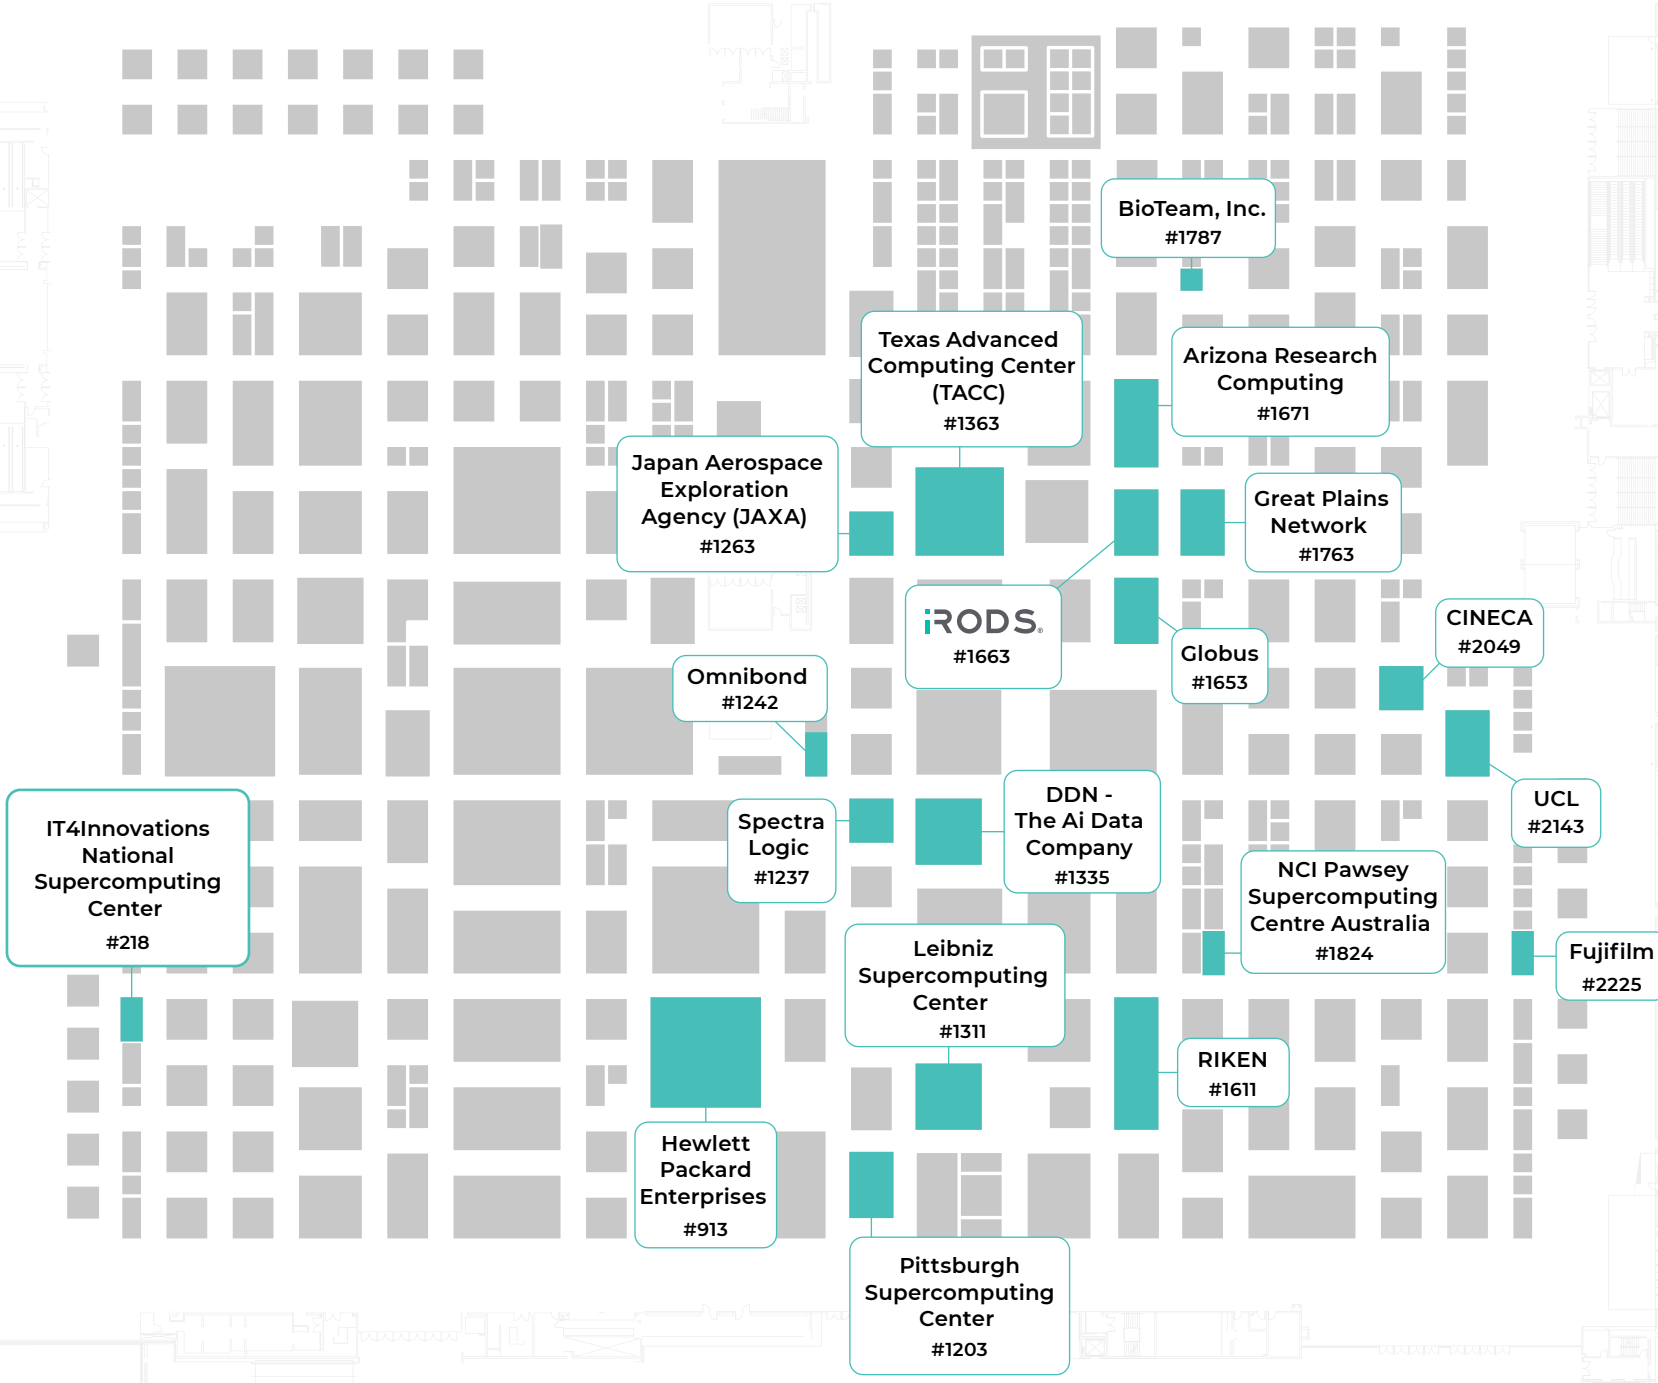 BioTeam, Inc.
#1787
Texas Advanced
Computing Center
(TACC)
#1363
Arizona Research
Computing
#1671
Japan Aerospace
Exploration
Agency (JAXA)
#1263
Great Plains
Network
#1763
iRODS®
#1663
CINECA
#2049
Globus
#1653
Omnibond
#1242
UCL
#2143
DDN -
The Ai Data
Company
#1335
Spectra
Logic
#1237
IT4Innovations
National
Supercomputing
Center
#218
NCI Pawsey
Supercomputing
Centre Australia
#1824
Leibniz
Supercomputing
Center
#1311
Fujifilm
#2225
RIKEN
#1611
Hewlett
Packard
Enterprises
#913
Pittsburgh
Supercomputing
Center
#1203